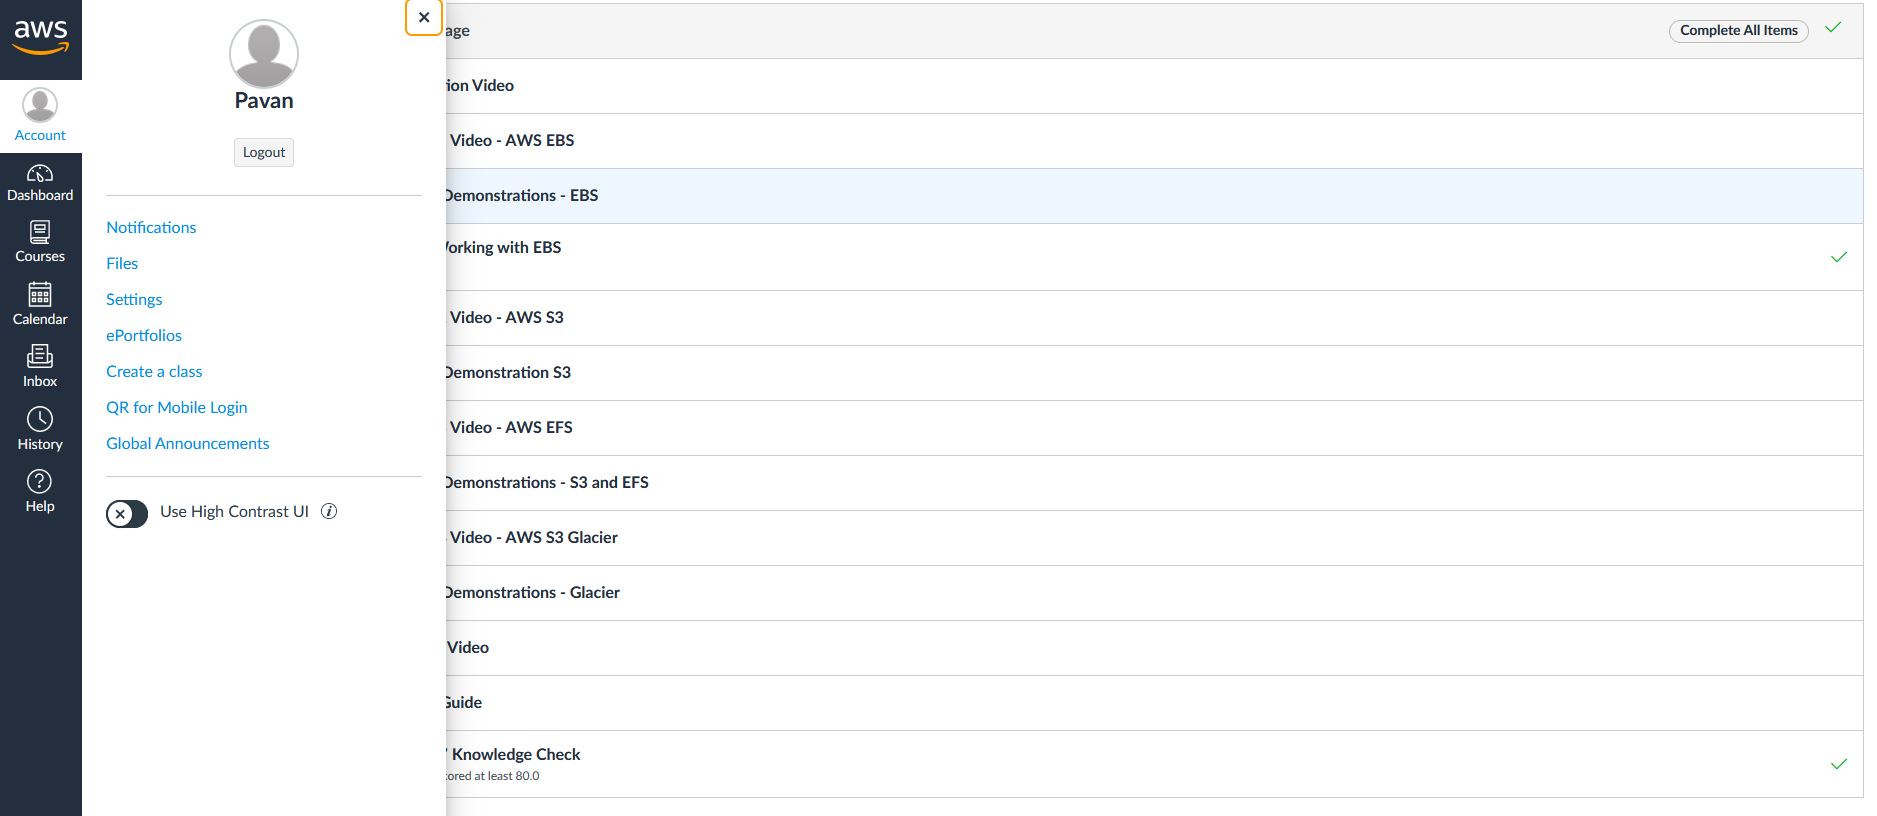 aws
Account
Dashboard
Courses
Calendar
Inbox
History
Help
Pavan
Logout
Notifications
Files
Settings
ePortfolios
Create a class
QR for Mobile Login
Global Announcements
Use High Contrast UI
age
Complete All Items
ion Video
Video - AWS EBS
Demonstrations - EBS
orking with EBS
Video - AWS S3
Demonstration S3
Video - AWS EFS
Demonstrations - S3 and EFS
Video - AWS S3 Glacier
Demonstrations - Glacier
Video
Guide
Knowledge Check
ored at least 80.0